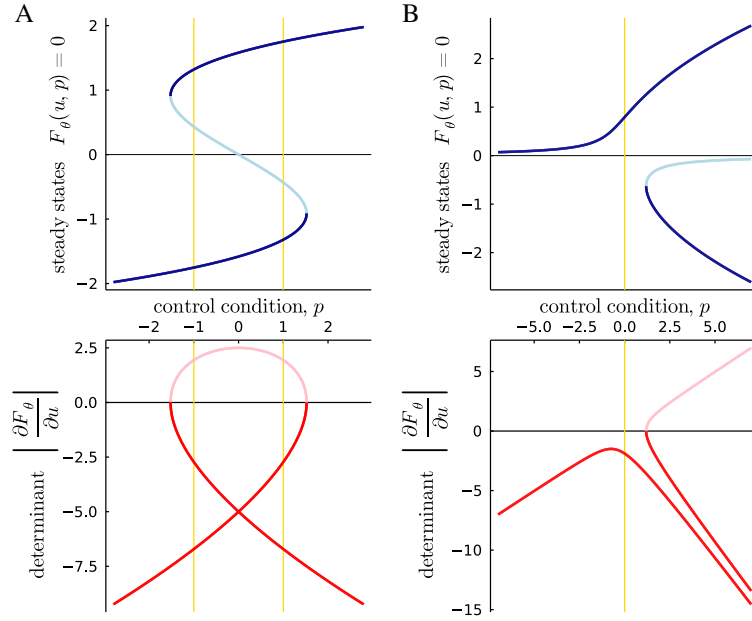 A
B
steady states F_θ(u, p) = 0
2
1
0
−1
−2
steady states F_θ(u, p) = 0
2
1
0
−1
−2
control condition, p
−2 −1 0 1 2
control condition, p
−5.0 −2.5 0.0 2.5 5.0
determinant |∂F_θ/∂u|
2.5
0.0
−2.5
−5.0
−7.5
determinant |∂F_θ/∂u|
5
0
−5
−10
−15